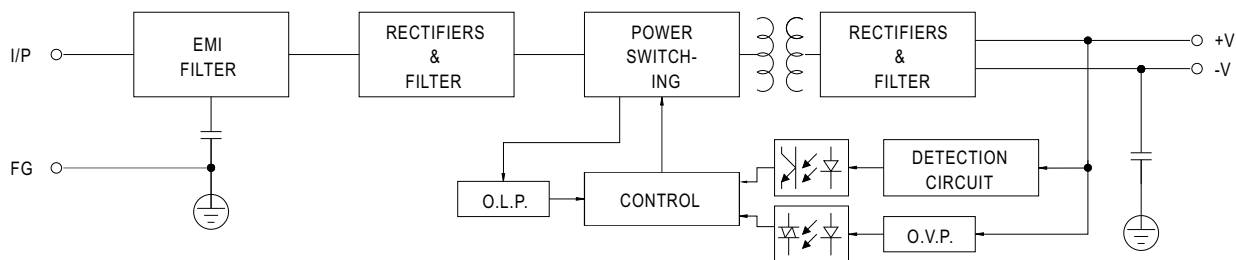 I/P
EMI
FILTER
RECTIFIERS
&
FILTER
POWER
SWITCH-
ING
RECTIFIERS
&
FILTER
+V
-V
FG
O.L.P.
CONTROL
DETECTION
CIRCUIT
O.V.P.